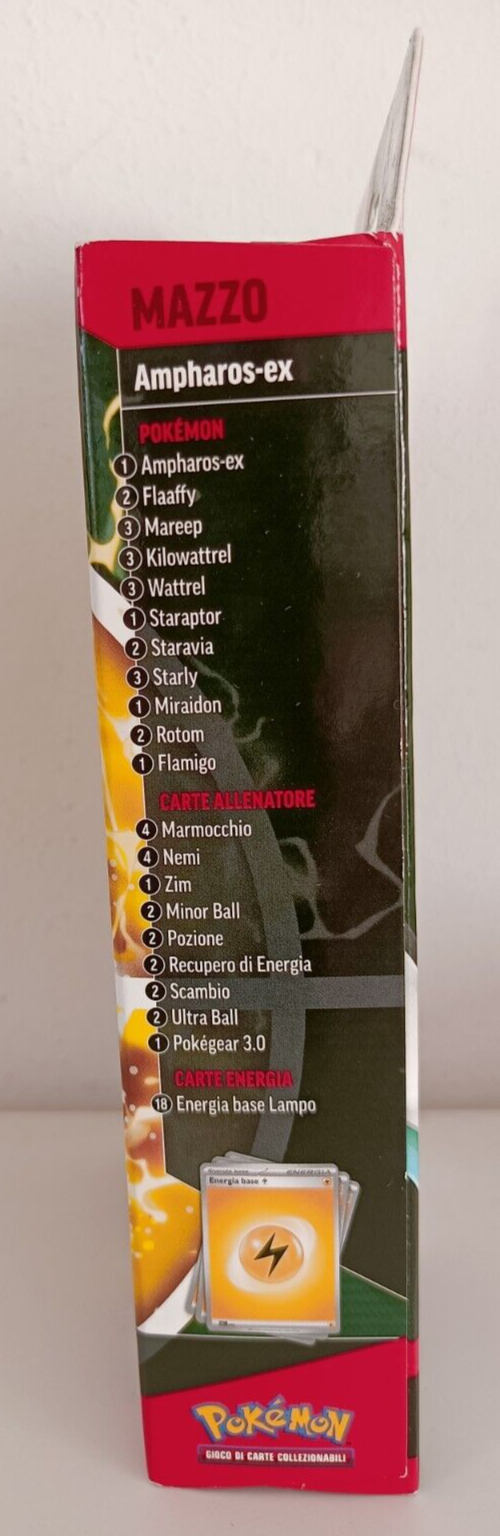 MAZZO
Ampharos-ex
POKÉMON
1 Ampharos-ex
2 Flaaffy
3 Mareep
3 Kilowattrel
3 Wattrel
1 Staraptor
2 Staravia
3 Starly
1 Miraidon
2 Rotom
1 Flamigo
CARTE ALLENATORE
4 Marmocchio
4 Nemi
1 Zim
2 Minor Ball
2 Pozione
2 Recupero di Energia
2 Scambio
2 Ultra Ball
1 Pokégear 3.0
CARTE ENERGIA
18 Energia base Lampo
ENERGIA
Energia base
POKÉMON
GIOCO DI CARTE COLLEZIONABILI